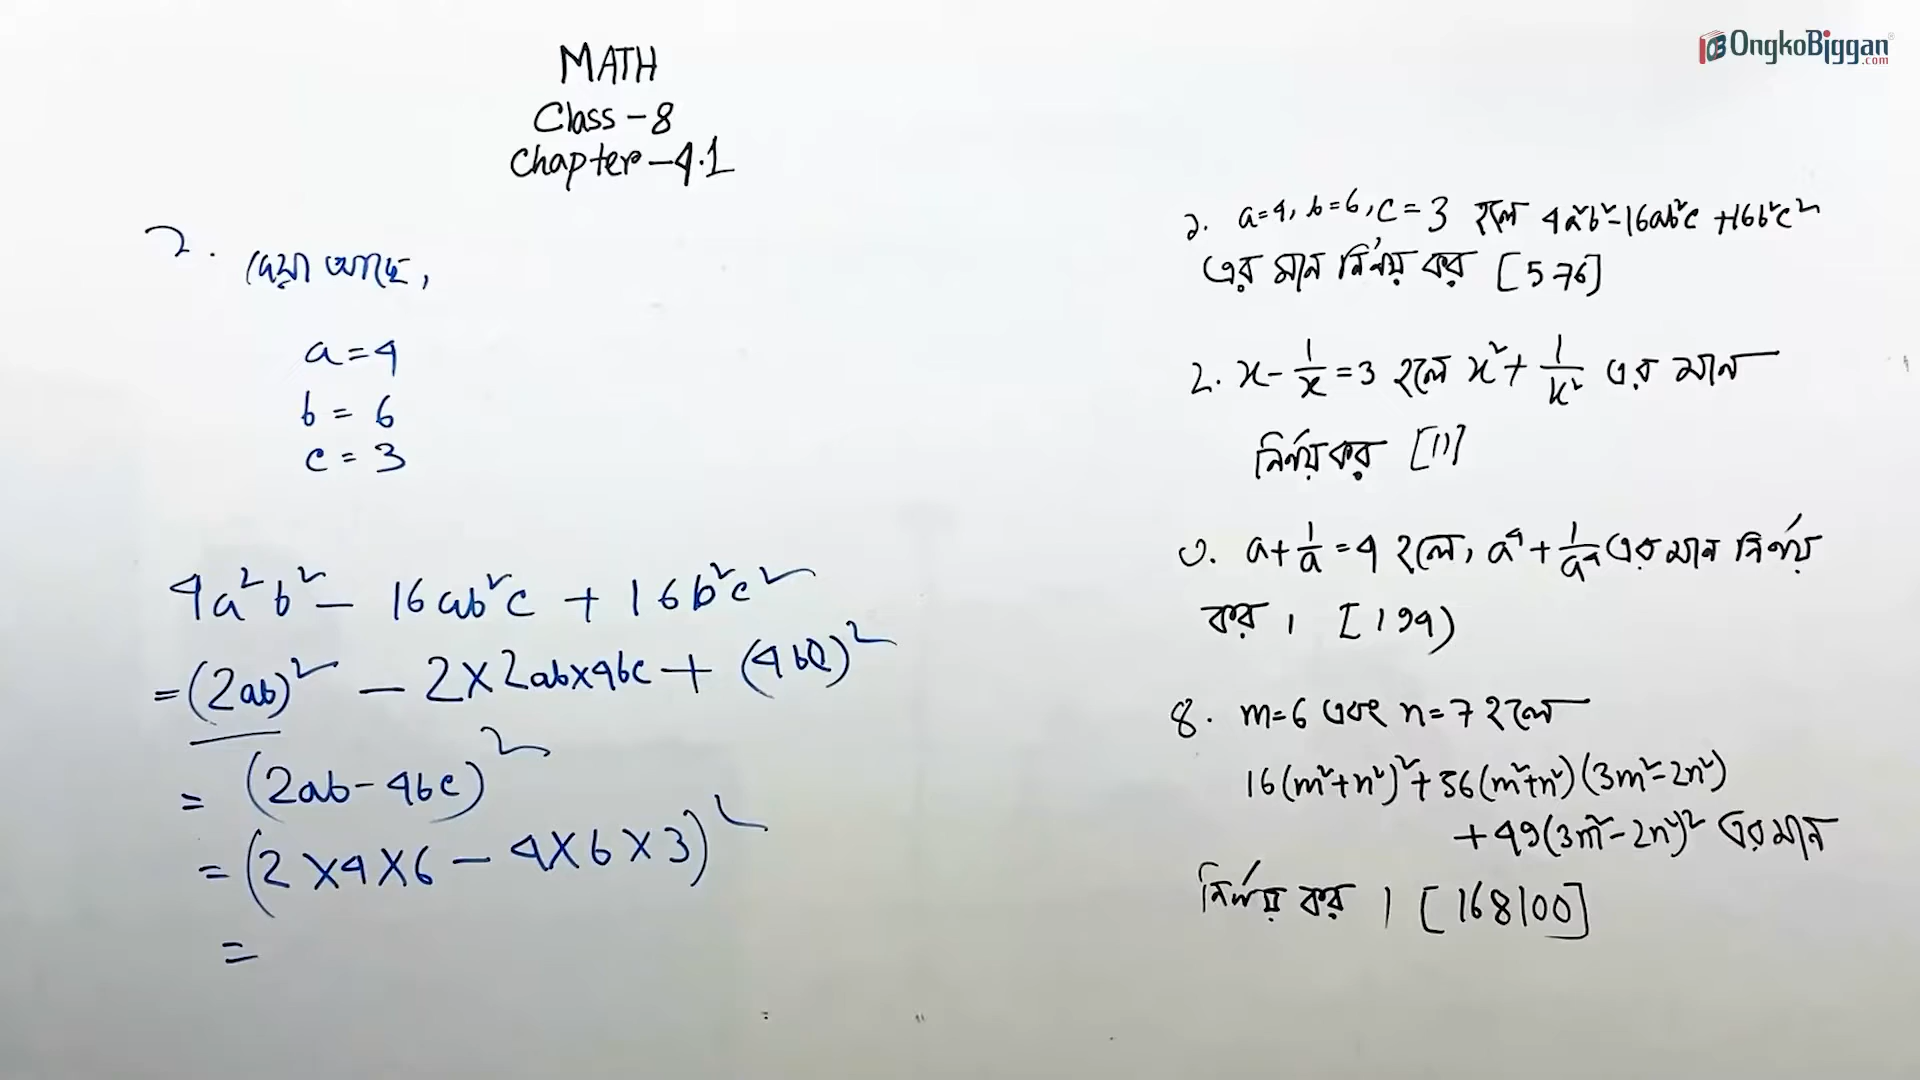 OngkoBiggan
.com
MATH
Class - 8
Chapter - 4.1
১. দেয়া আছে,
a = 4
b = 6
c = 3
4a²b² - 16ab²c + 16b²c²
= (2ab)² - 2×2ab×4bc + (4bc)²
= (2ab - 4bc)²
= (2×4×6 - 4×6×3)²
=
১. a=4, b=6, c=3 হলে 4a²b²-16ab²c+16b²c²
এর মান নির্ণয় কর [576]
২. x - 1/x = 3 হলে x² + 1/x² এর মান
নির্ণয় কর [11]
৩. a + 1/a = 4 হলে, a⁴ + 1/a⁴ এর মান নির্ণয়
কর । [194)
৪. m=6 এবং n=7 হলে
16(m²+n²)²+56(m²+n²)(3m²-2n²)
+49(3m²-2n²)² এর মান
নির্ণয় কর । [168100]